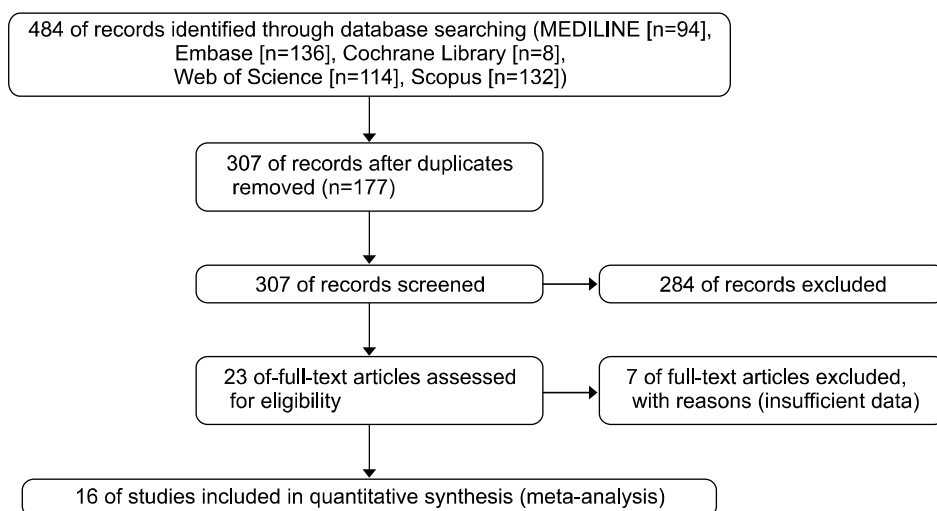 484 of records identified through database searching (MEDILINE [n=94],
Embase [n=136], Cochrane Library [n=8],
Web of Science [n=114], Scopus [n=132])
307 of records after duplicates
removed (n=177)
307 of records screened
284 of records excluded
23 of-full-text articles assessed
for eligibility
7 of full-text articles excluded,
with reasons (insufficient data)
16 of studies included in quantitative synthesis (meta-analysis)